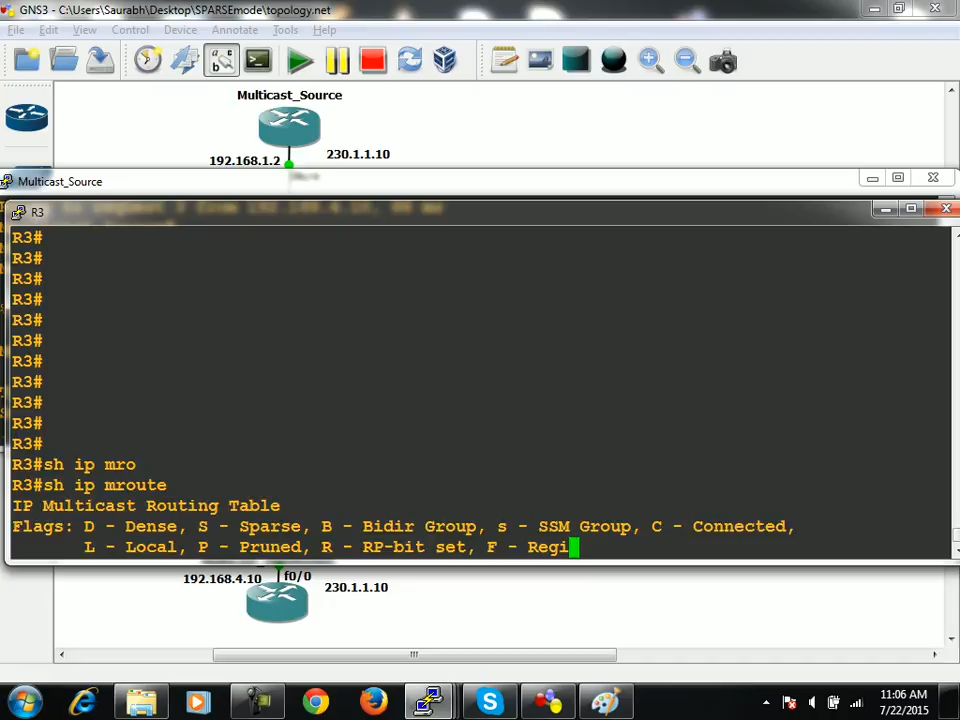 GNS3 - C:\Users\Saurabh\Desktop\SPARSEmode\topology.net
File Edit View Control Device Annotate Tools Help
Multicast_Source
192.168.1.2
230.1.1.10
Multicast_Source
R3
R3#
R3#
R3#
R3#
R3#
R3#
R3#
R3#
R3#
R3#
R3#
R3#sh ip mro
R3#sh ip mroute
IP Multicast Routing Table
Flags: D - Dense, S - Sparse, B - Bidir Group, s - SSM Group, C - Connected,
L - Local, P - Pruned, R - RP-bit set, F - Regi
192.168.4.10
f0/0
230.1.1.10
11:06 AM
7/22/2015